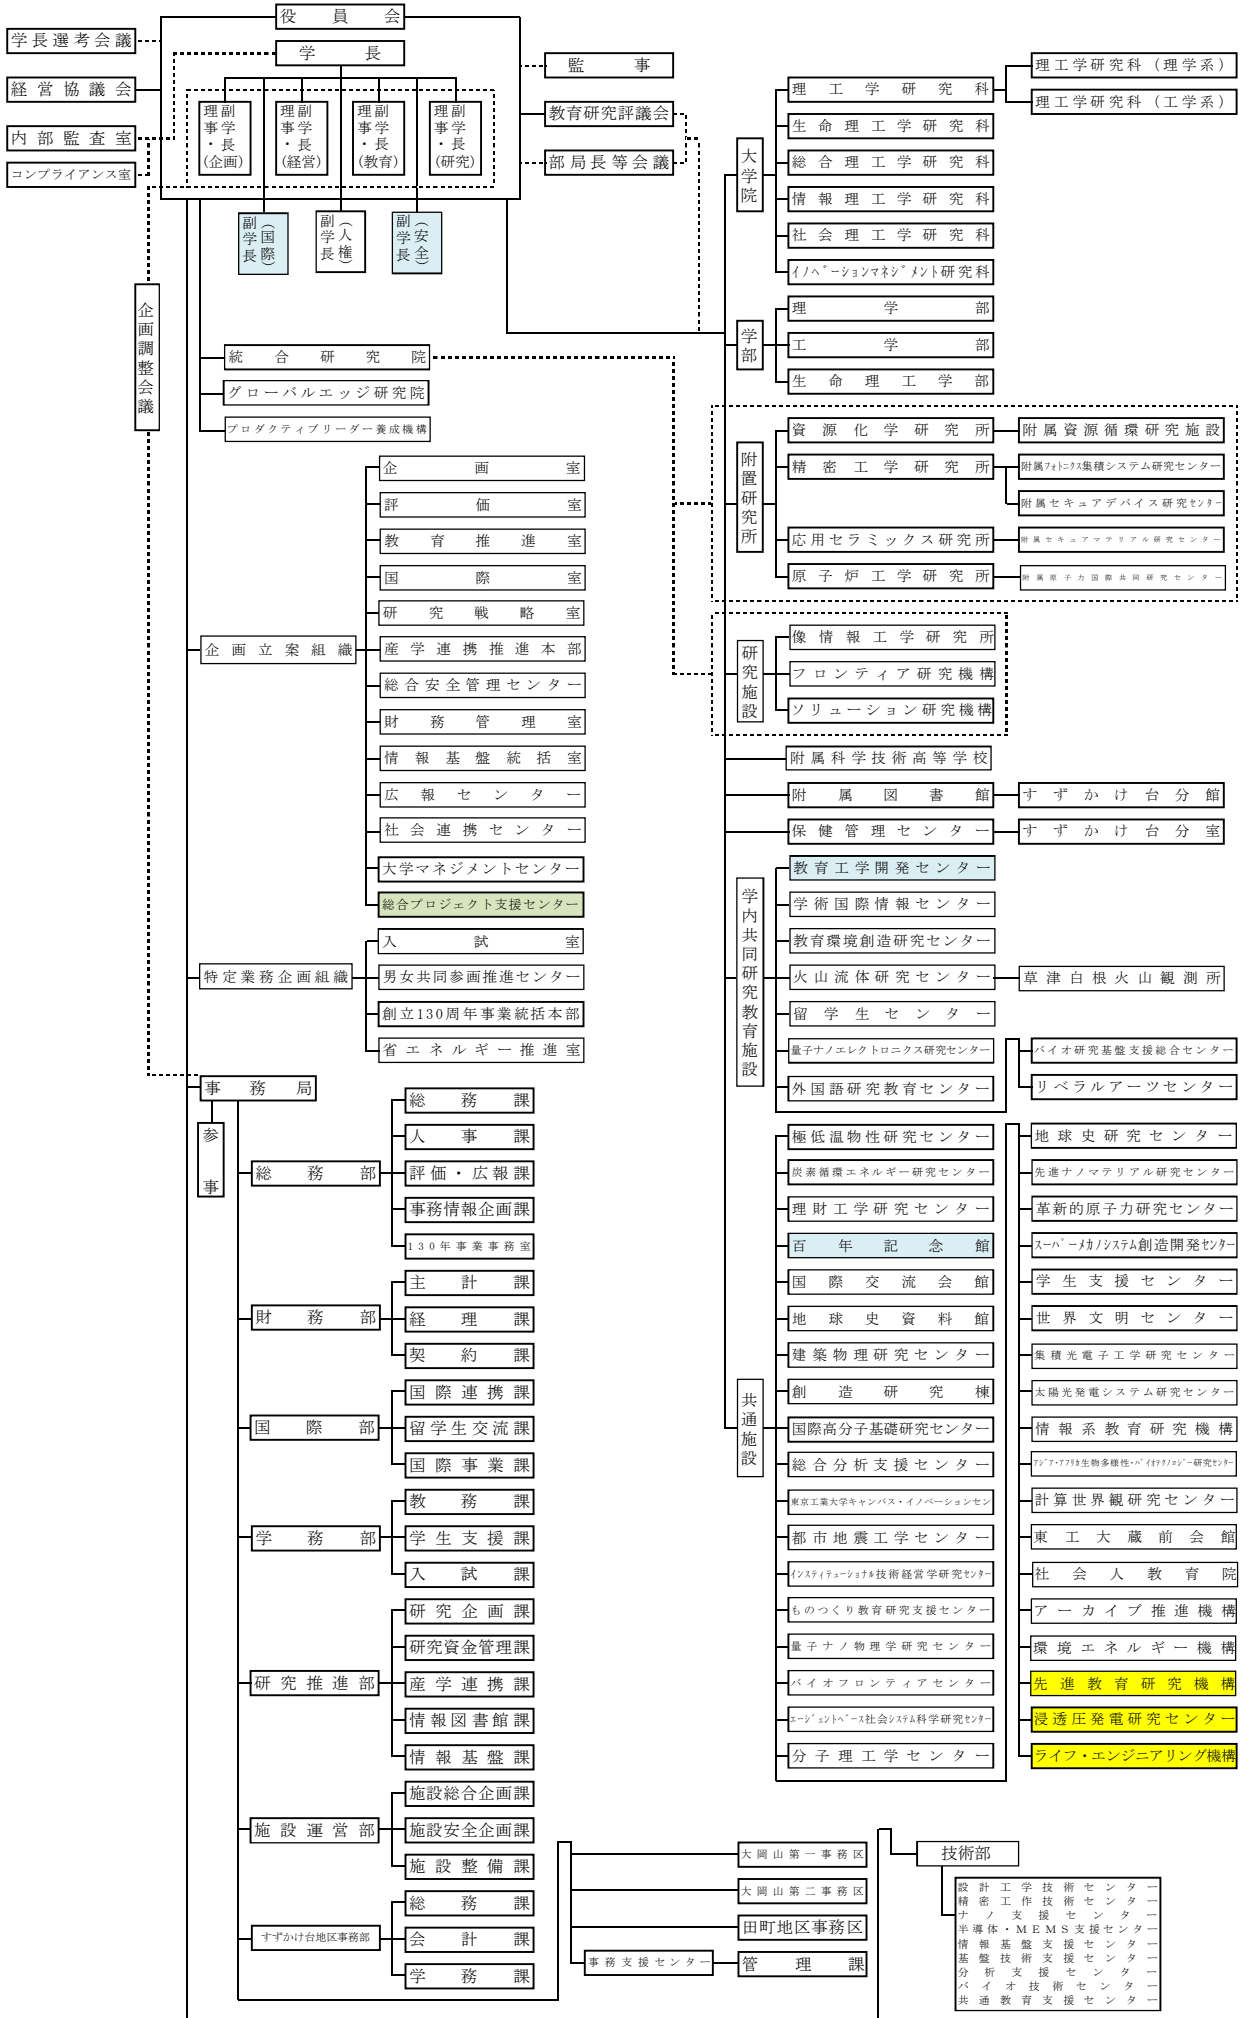 役員会
学長選考会議
学長
経営協議会
監事
内部監査室
教育研究評議会
コンプライアンス室
部局長等会議
理事・副学長(企画)
理事・副学長(経営)
理事・副学長(教育)
理事・副学長(研究)
副学長(国際)
副学長(人権)
副学長(安全)
企画調整会議
統合研究院
グローバルエッジ研究院
プロダクティブリーダー養成機構
企画立案組織
企画室
評価室
教育推進室
国際室
研究戦略室
産学連携推進本部
総合安全管理センター
財務管理室
情報基盤統括室
広報センター
社会連携センター
大学マネジメントセンター
総合プロジェクト支援センター
特定業務企画組織
入試室
男女共同参画推進センター
創立130周年事業統括本部
省エネルギー推進室
事務局
参事
総務部
総務課
人事課
評価・広報課
事務情報企画課
130年事業事務室
財務部
主計課
経理課
契約課
国際部
国際連携課
留学生交流課
国際事業課
学務部
教務課
学生支援課
入試課
研究推進部
研究企画課
研究資金管理課
産学連携課
情報図書館課
情報基盤課
施設運営部
施設総合企画課
施設安全企画課
施設整備課
すずかけ台地区事務部
総務課
会計課
学務課
大岡山第一事務区
大岡山第二事務区
田町地区事務区
事務支援センター
管理課
大学院
理工学研究科
理工学研究科(理学系)
理工学研究科(工学系)
生命理工学研究科
総合理工学研究科
情報理工学研究科
社会理工学研究科
イノベーションマネジメント研究科
学部
理学部
工学部
生命理工学部
附置研究所
資源化学研究所
附属資源循環研究施設
精密工学研究所
附属フォトニクス集積システム研究センター
附属セキュアデバイス研究センター
応用セラミックス研究所
附属セキュアマテリアル研究センター
原子炉工学研究所
附属原子力国際共同研究センター
研究施設
像情報工学研究所
フロンティア研究機構
ソリューション研究機構
附属科学技術高等学校
附属図書館
すずかけ台分館
保健管理センター
すずかけ台分室
学内共同研究教育施設
教育工学開発センター
学術国際情報センター
教育環境創造研究センター
火山流体研究センター
草津白根火山観測所
留学生センター
量子ナノエレクトロニクス研究センター
外国語研究教育センター
バイオ研究基盤支援総合センター
リベラルアーツセンター
共通施設
極低温物性研究センター
炭素循環エネルギー研究センター
理財工学研究センター
百年記念館
国際交流会館
地球史資料館
建築物理研究センター
創造研究棟
国際高分子基礎研究センター
総合分析支援センター
東京工業大学キャンパス・イノベーションセン
都市地震工学センター
インスティテューショナル技術経営学研究センター
ものつくり教育研究支援センター
量子ナノ物理学研究センター
バイオフロンティアセンター
エージェントベース社会システム科学研究センター
分子理工学センター
地球史研究センター
先進ナノマテリアル研究センター
革新的原子力研究センター
スーパーメカノシステム創造開発センター
学生支援センター
世界文明センター
集積光電子工学研究センター
太陽光発電システム研究センター
情報系教育研究機構
アジア・アフリカ生物多様性・バイオテクノロジー研究センター
計算世界観研究センター
東工大蔵前会館
社会人教育院
アーカイブ推進機構
環境エネルギー機構
先進教育研究機構
浸透圧発電研究センター
ライフ・エンジニアリング機構
技術部
設計工学技術センター
精密工作技術センター
ナノ支援センター
半導体・MEMS支援センター
情報基盤支援センター
基盤技術支援センター
分析支援センター
バイオ技術センター
共通教育支援センター